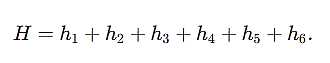 H = h₁ + h₂ + h₃ + h₄ + h₅ + h₆.